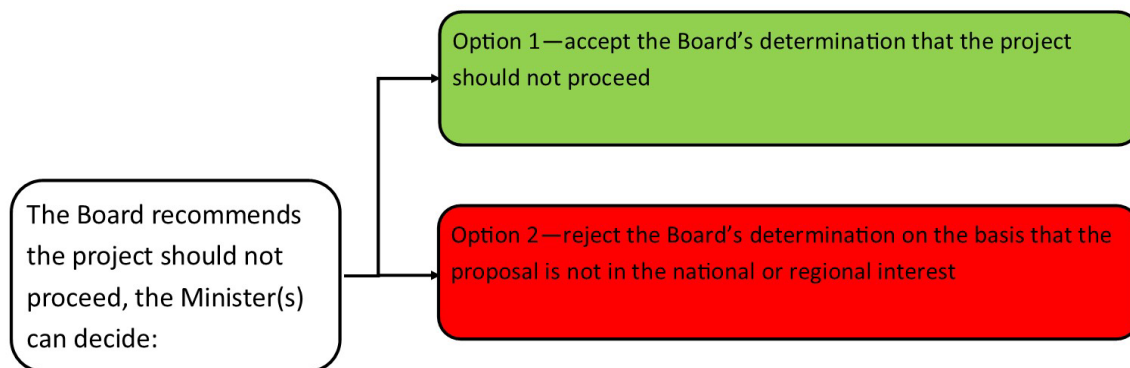 Option 1—accept the Board's determination that the project
should not proceed
The Board recommends
the project should not
proceed, the Minister(s)
can decide:
Option 2—reject the Board's determination on the basis that the
proposal is not in the national or regional interest